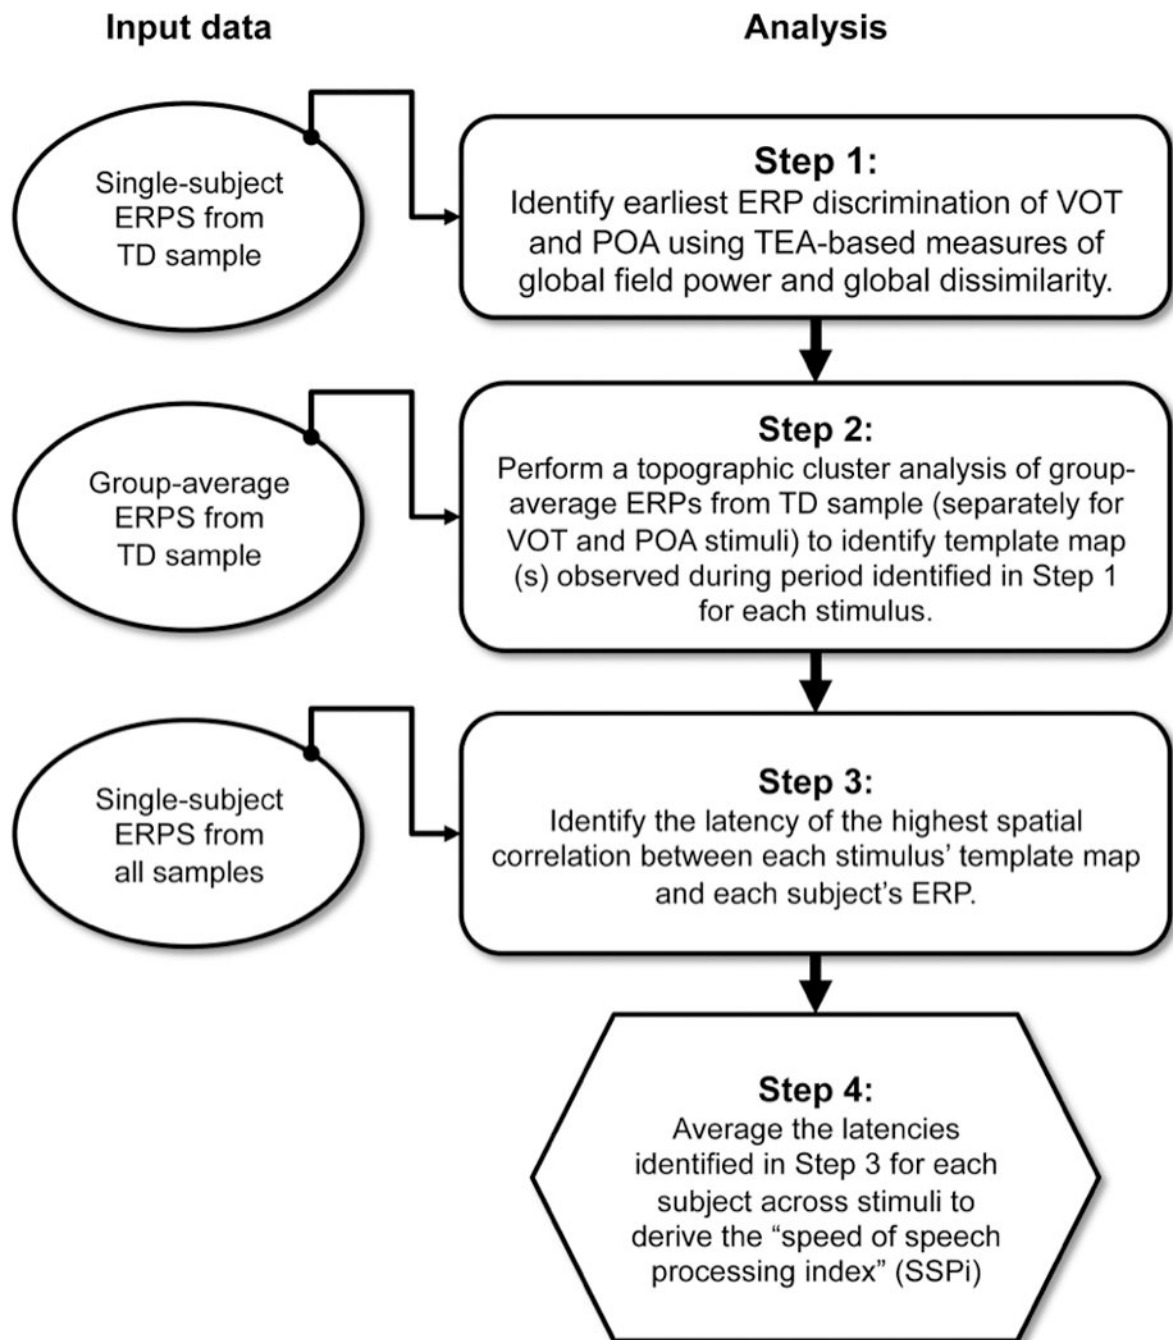 Input data
Analysis
Single-subject
ERPS from
TD sample
Step 1:
Identify earliest ERP discrimination of VOT
and POA using TEA-based measures of
global field power and global dissimilarity.
Group-average
ERPS from
TD sample
Step 2:
Perform a topographic cluster analysis of group-
average ERPs from TD sample (separately for
VOT and POA stimuli) to identify template map
(s) observed during period identified in Step 1
for each stimulus.
Single-subject
ERPS from
all samples
Step 3:
Identify the latency of the highest spatial
correlation between each stimulus’ template map
and each subject’s ERP.
Step 4:
Average the latencies
identified in Step 3 for each
subject across stimuli to
derive the “speed of speech
processing index” (SSPi)